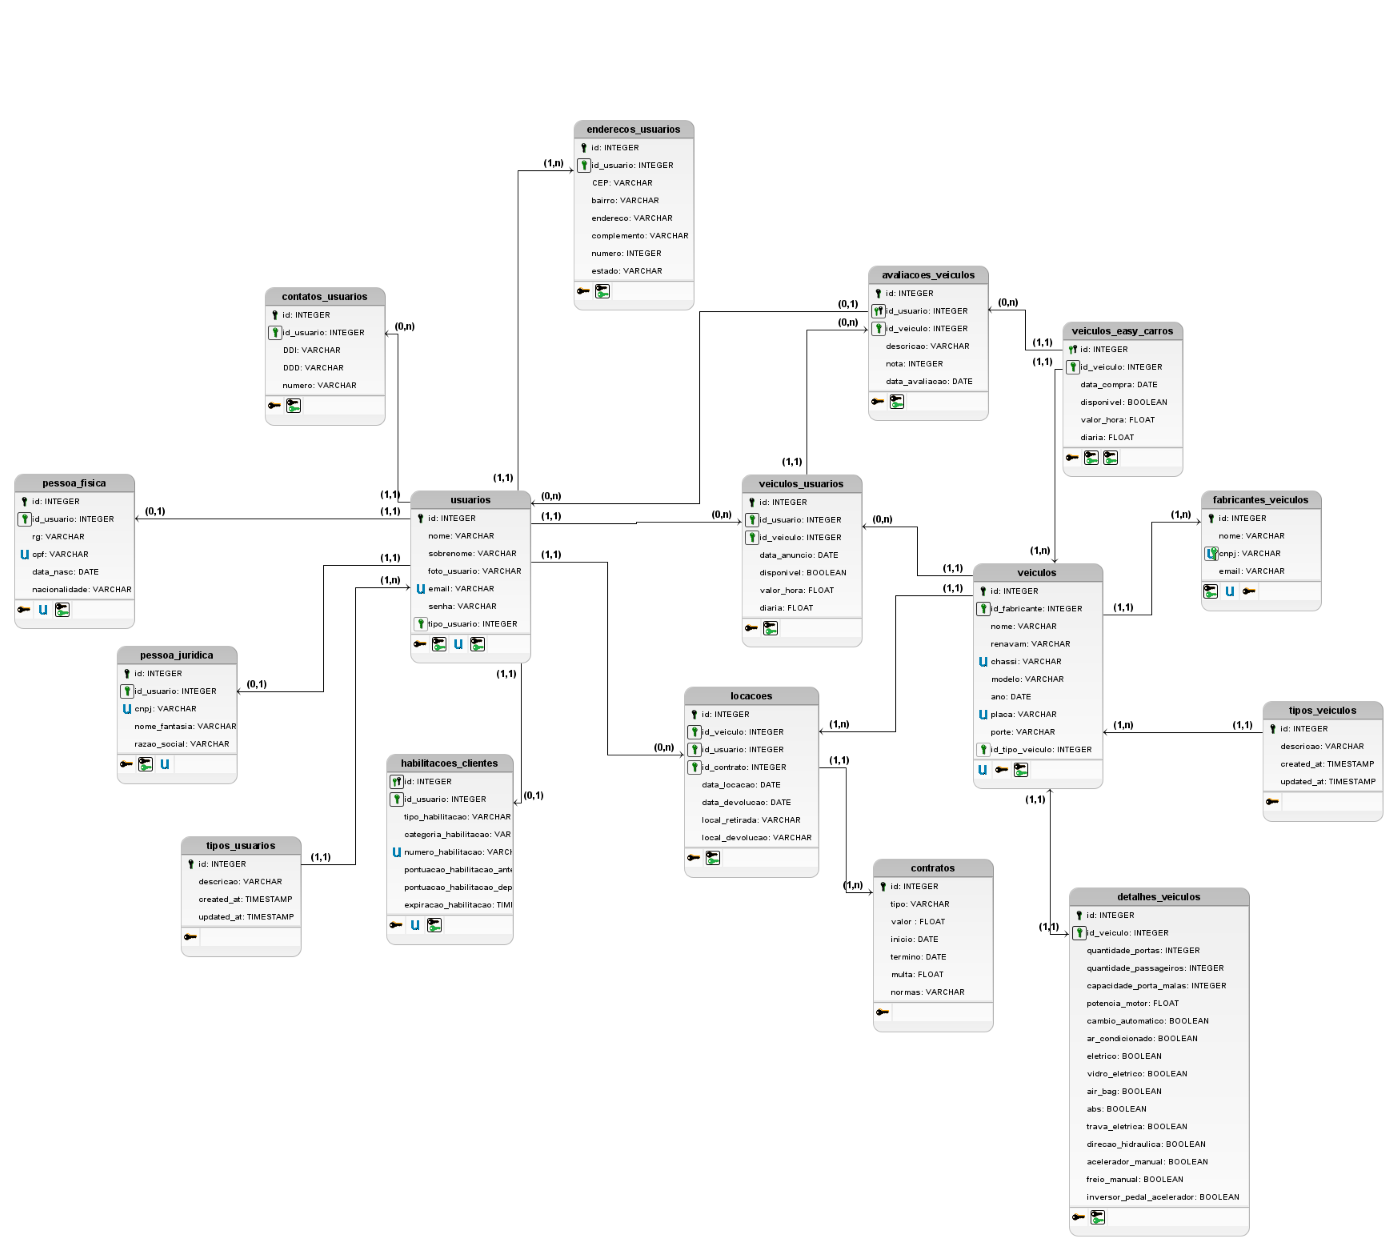 enderecos_usuarios
id: INTEGER
id_usuario: INTEGER
CEP: VARCHAR
bairro: VARCHAR
endereco: VARCHAR
complemento: VARCHAR
numero: INTEGER
estado: VARCHAR
(1,n)
(1,1)
contatos_usuarios
id: INTEGER
id_usuario: INTEGER
DDI: VARCHAR
DDD: VARCHAR
numero: VARCHAR
(0,n)
(1,1)
avaliacoes_veiculos
id: INTEGER
id_usuario: INTEGER
id_veiculo: INTEGER
descricao: VARCHAR
nota: INTEGER
data_avaliacao: DATE
(0,1)
(0,n)
(0,n)
(1,1)
(1,1)
veiculos_easy_carros
id: INTEGER
id_veiculo: INTEGER
data_compra: DATE
disponivel: BOOLEAN
valor_hora: FLOAT
diaria: FLOAT
pessoa_fisica
id: INTEGER
id_usuario: INTEGER
rg: VARCHAR
cpf: VARCHAR
data_nasc: DATE
nacionalidade: VARCHAR
(0,1)
(1,1)
usuarios
id: INTEGER
nome: VARCHAR
sobrenome: VARCHAR
foto_usuario: VARCHAR
email: VARCHAR
senha: VARCHAR
tipo_usuario: INTEGER
(1,1)
(1,n)
(0,n)
(1,1)
(0,n)
(1,1)
(1,1)
veiculos_usuarios
id: INTEGER
id_usuario: INTEGER
id_veiculo: INTEGER
data_anuncio: DATE
disponivel: BOOLEAN
valor_hora: FLOAT
diaria: FLOAT
(1,1)
(0,n)
(1,1)
(1,1)
(1,n)
fabricantes_veiculos
id: INTEGER
nome: VARCHAR
cnpj: VARCHAR
email: VARCHAR
(1,n)
(1,1)
veiculos
id: INTEGER
id_fabricante: INTEGER
nome: VARCHAR
renavam: VARCHAR
chassi: VARCHAR
modelo: VARCHAR
ano: DATE
placa: VARCHAR
porte: VARCHAR
id_tipo_veiculo: INTEGER
(1,n)
(1,1)
(1,1)
pessoa_juridica
id: INTEGER
id_usuario: INTEGER
cnpj: VARCHAR
nome_fantasia: VARCHAR
razao_social: VARCHAR
(0,1)
locacoes
id: INTEGER
id_veiculo: INTEGER
id_usuario: INTEGER
id_contrato: INTEGER
data_locacao: DATE
data_devolucao: DATE
local_retirada: VARCHAR
local_devolucao: VARCHAR
(0,n)
(1,n)
(1,1)
tipos_veiculos
id: INTEGER
descricao: VARCHAR
created_at: TIMESTAMP
updated_at: TIMESTAMP
habilitacoes_clientes
id: INTEGER
id_usuario: INTEGER
tipo_habilitacao: VARCHAR
categoria_habilitacao: VAR
numero_habilitacao: VARCH
pontuacao_habilitacao_ante
pontuacao_habilitacao_dep
expiracao_habilitacao: TIMI
(0,1)
tipos_usuarios
id: INTEGER
descricao: VARCHAR
created_at: TIMESTAMP
updated_at: TIMESTAMP
(1,1)
contratos
id: INTEGER
tipo: VARCHAR
valor : FLOAT
inicio: DATE
termino: DATE
multa: FLOAT
normas: VARCHAR
(1,n)
detalhes_veiculos
id: INTEGER
id_veiculo: INTEGER
quantidade_portas: INTEGER
quantidade_passageiros: INTEGER
capacidade_porta_malas: INTEGER
potencia_motor: FLOAT
cambio_automatico: BOOLEAN
ar_condicionado: BOOLEAN
eletrico: BOOLEAN
vidro_eletrico: BOOLEAN
air_bag: BOOLEAN
abs: BOOLEAN
trava_eletrica: BOOLEAN
direcao_hidraulica: BOOLEAN
acelerador_manual: BOOLEAN
freio_manual: BOOLEAN
inversor_pedal_acelerador: BOOLEAN
(1,1)